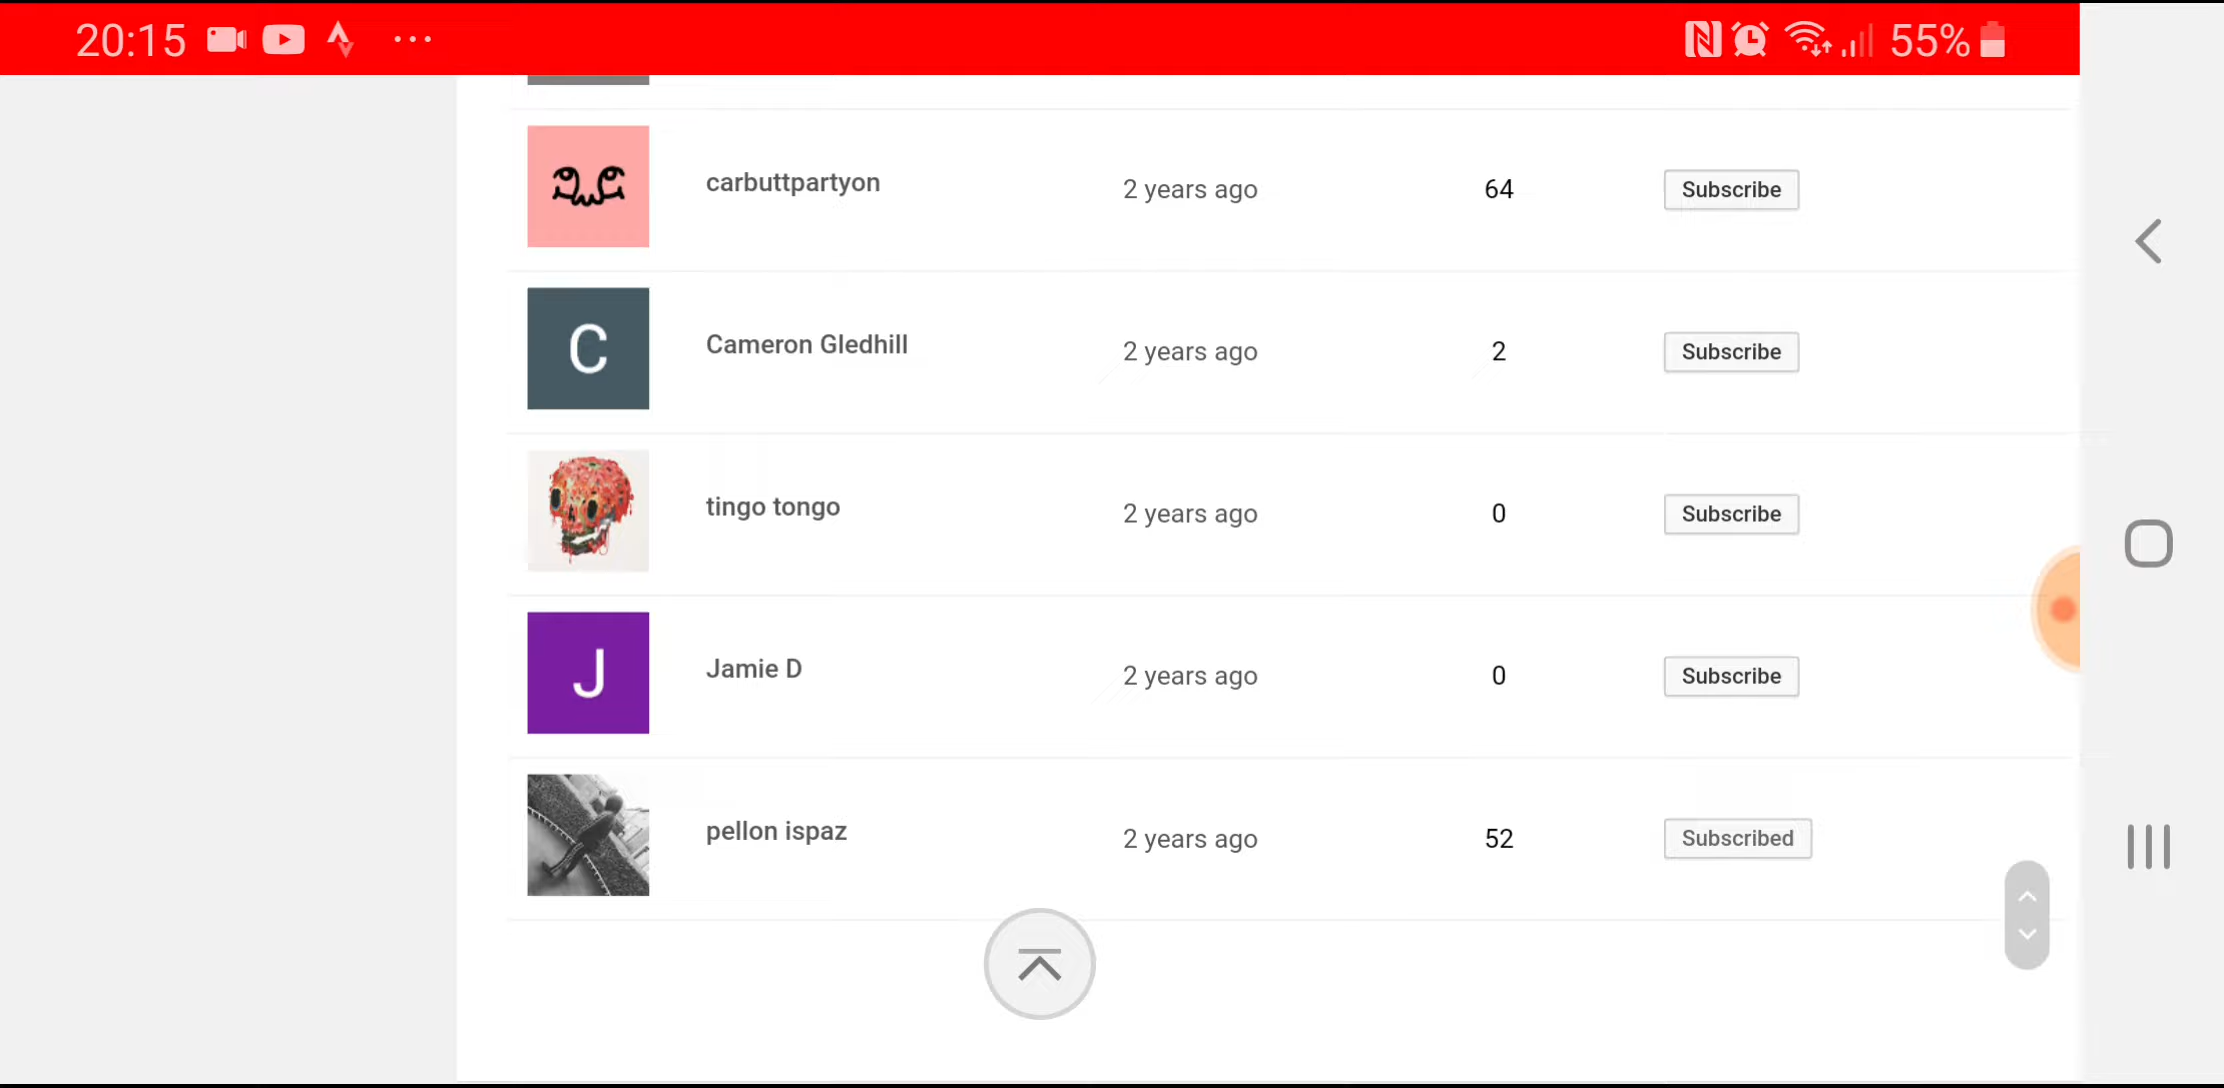 20:15
55%
carbuttpartyon 2 years ago 64 Subscribe
C Cameron Gledhill 2 years ago 2 Subscribe
tingo tongo 2 years ago 0 Subscribe
J Jamie D 2 years ago 0 Subscribe
pellon ispaz 2 years ago 52 Subscribed